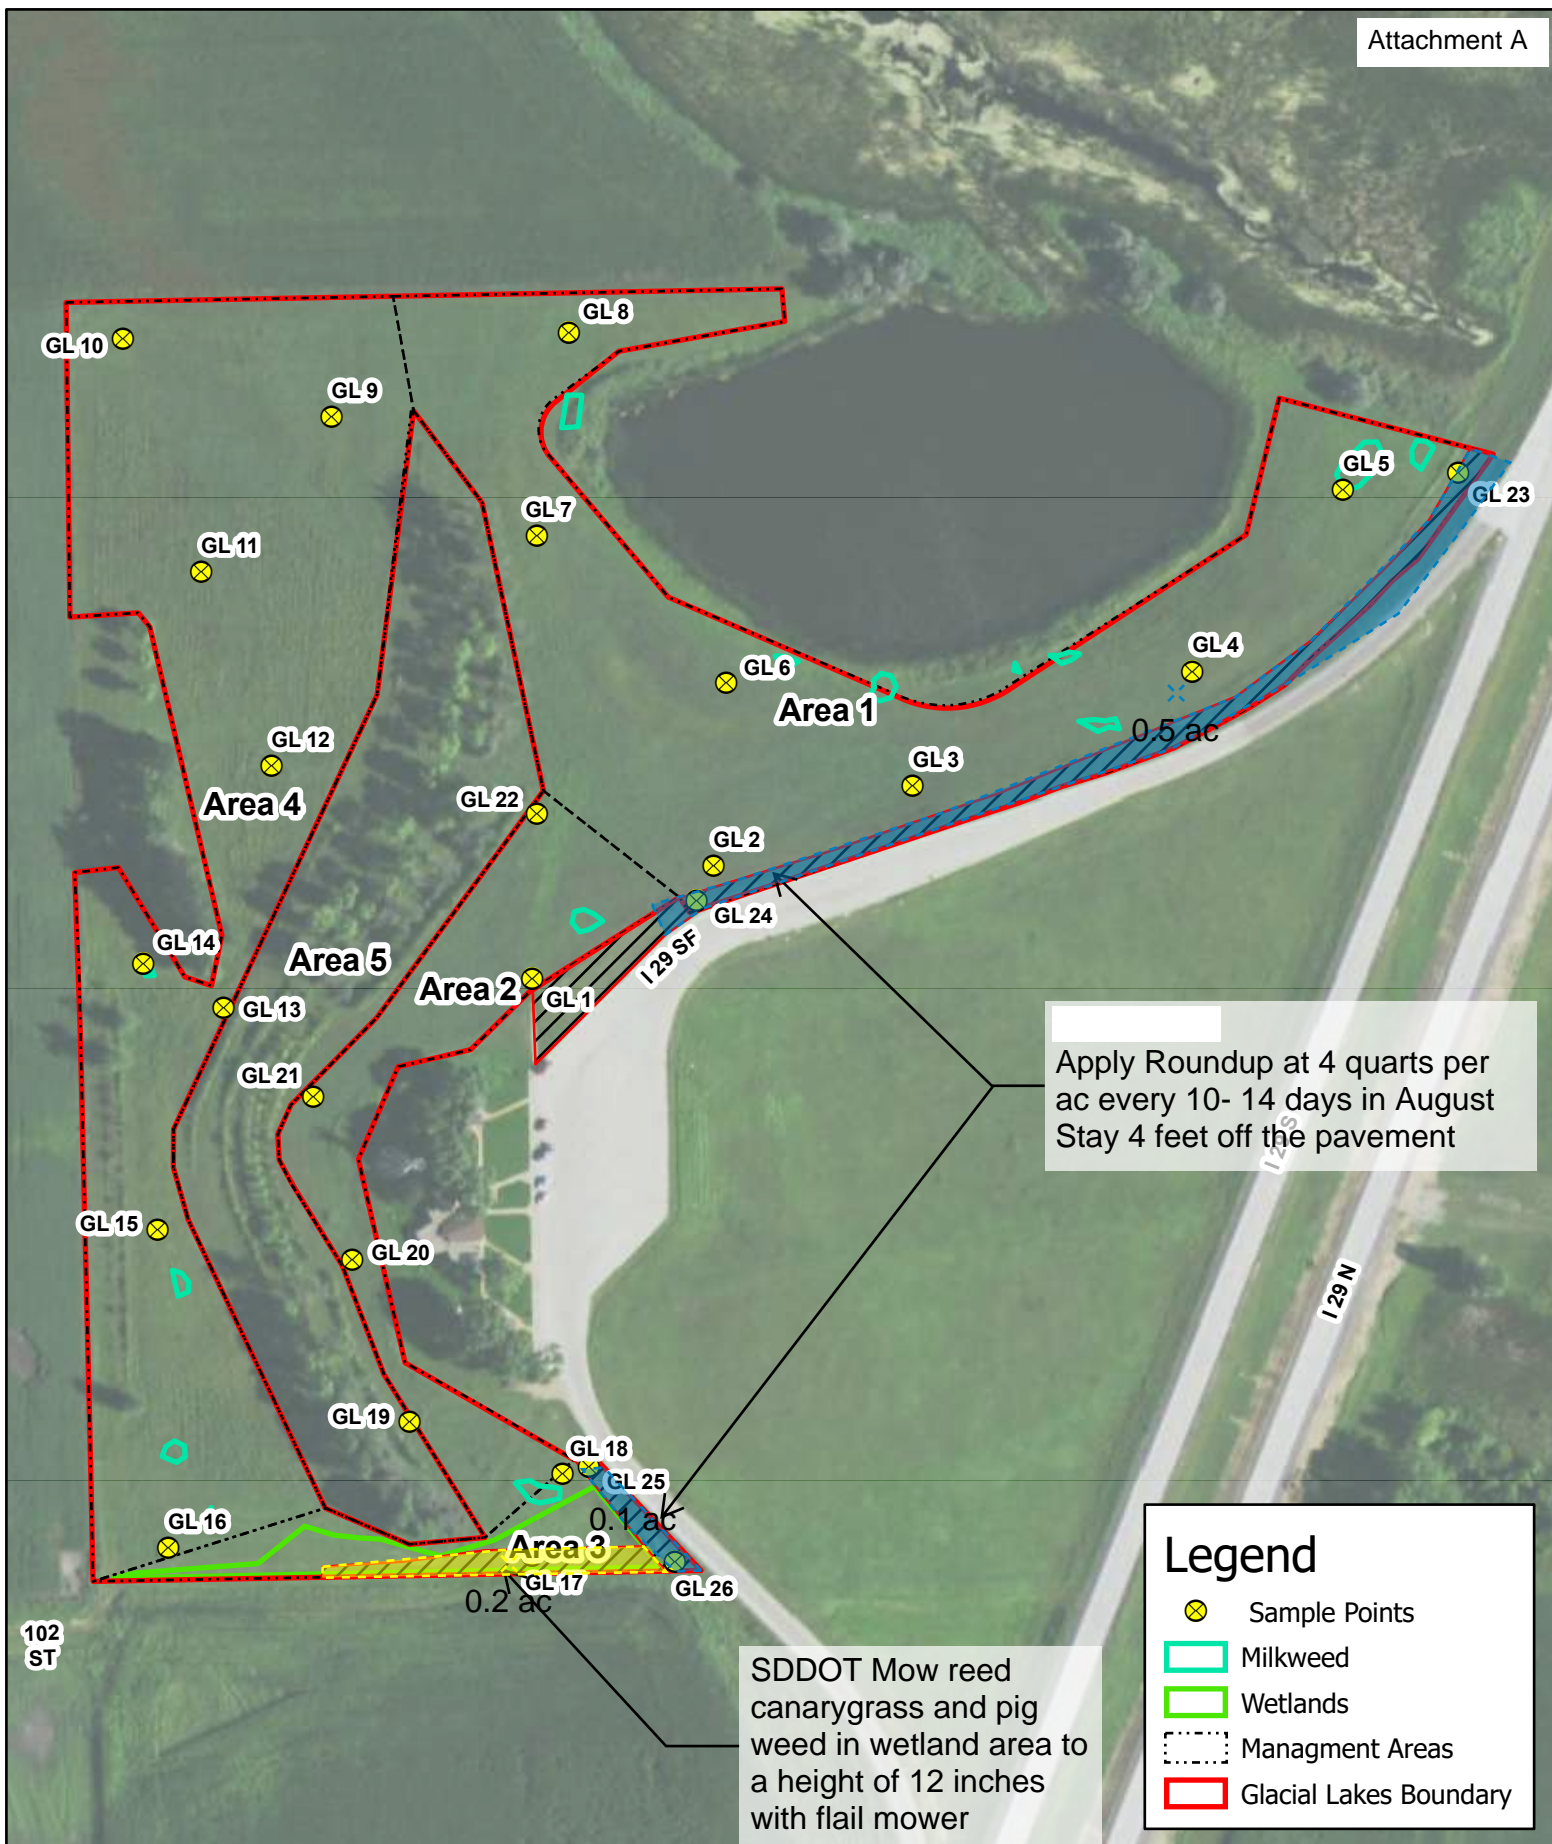 Attachment A
GL 8
GL 10
GL 9
GL 5
GL 23
GL 7
GL 11
GL 4
GL 6
Area 1
0.5 ac
GL 12
GL 3
Area 4
GL 22
GL 2
GL 24
GL 14
I 29 SF
Area 5
Area 2
GL 1
GL 13
Apply Roundup at 4 quarts per
ac every 10- 14 days in August
Stay 4 feet off the pavement
GL 21
I 29 S
GL 15
GL 20
I 29 N
GL 19
GL 18
GL 25
0.1 ac
GL 16
Area 3
GL 17
GL 26
0.2 ac
102
ST
SDDOT Mow reed
canarygrass and pig
weed in wetland area to
a height of 12 inches
with flail mower
Legend
Sample Points
Milkweed
Wetlands
Managment Areas
Glacial Lakes Boundary